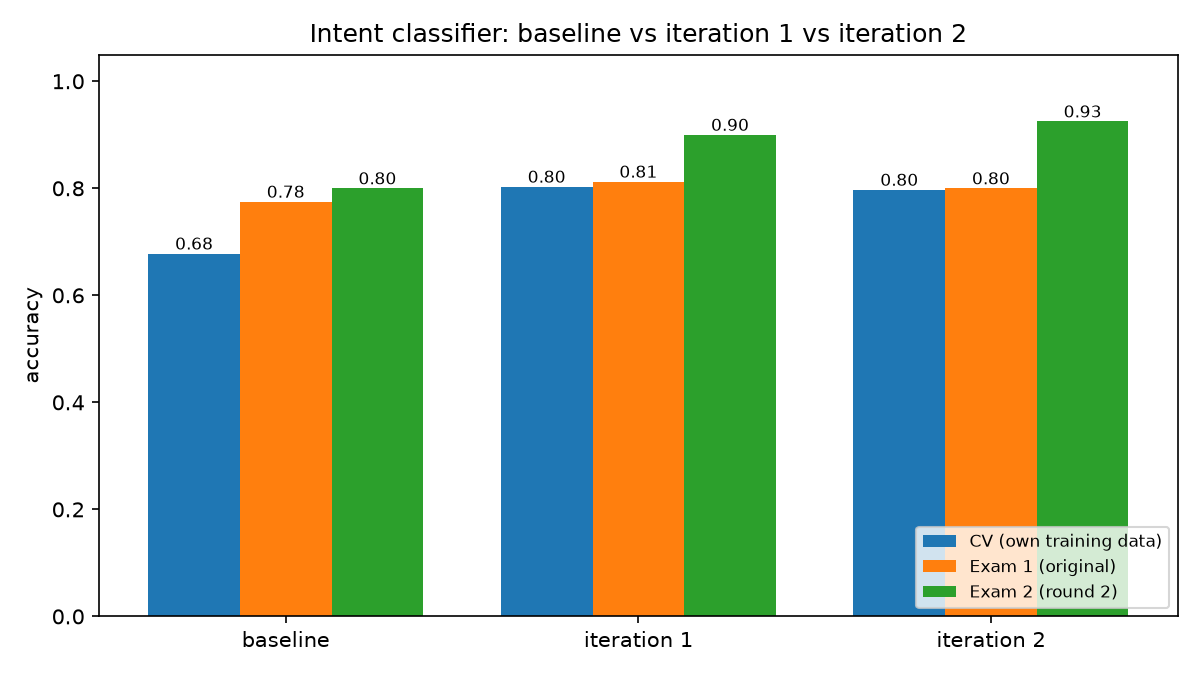 Intent classifier: baseline vs iteration 1 vs iteration 2
accuracy
1.0
0.8
0.6
0.4
0.2
0.0
0.68
0.78
0.80
0.80
0.81
0.90
0.80
0.80
0.93
CV (own training data)
Exam 1 (original)
Exam 2 (round 2)
baseline
iteration 1
iteration 2